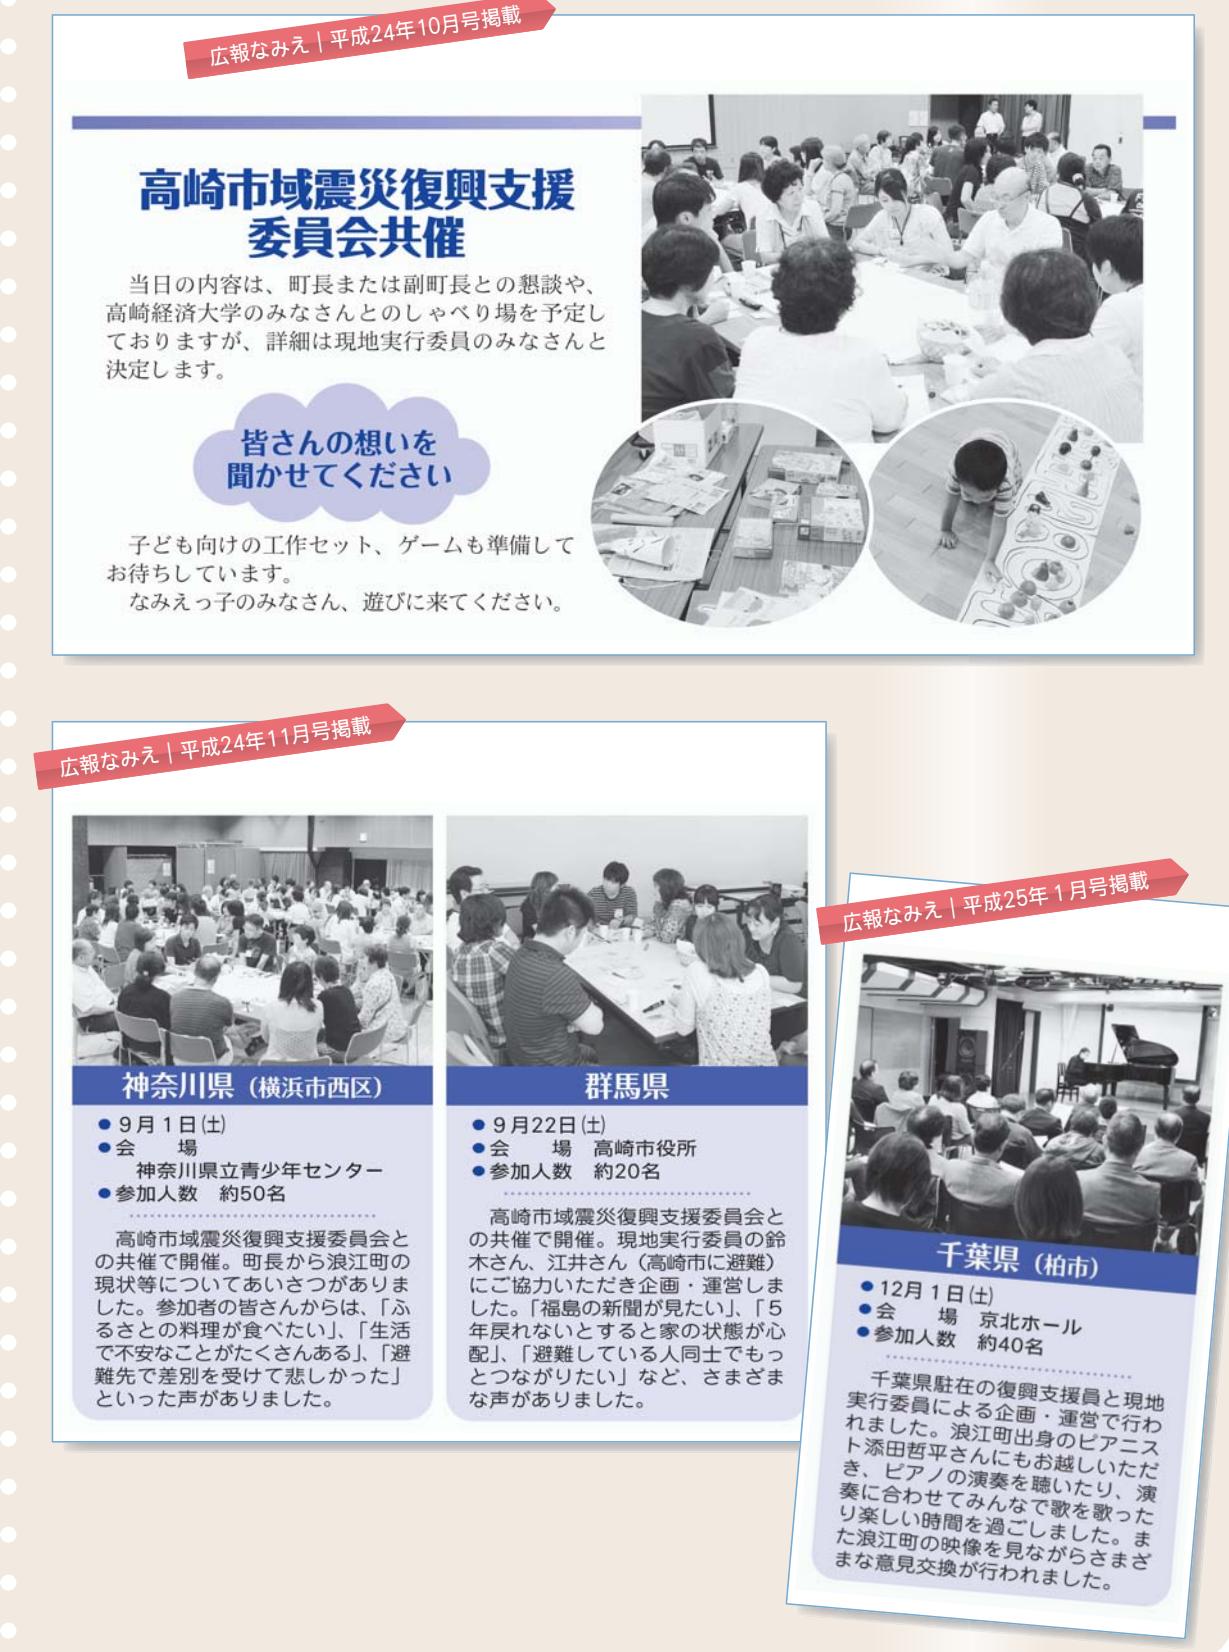 広報なみえ｜平成24年10月号掲載
高崎市域震災復興支援
委員会共催
当日の内容は、町長または副町長との懇談や、
高崎経済大学のみなさんとのしゃべり場を予定し
ておりますが、詳細は現地実行委員のみなさんと
決定します。
皆さんの想いを
聞かせてください
子ども向けの工作セット、ゲームも準備して
お待ちしています。
なみえっ子のみなさん、遊びに来てください。
広報なみえ｜平成24年11月号掲載
神奈川県（横浜市西区）
●9月1日㈯
●会　場
神奈川県立青少年センター
●参加人数　約50名
高崎市域震災復興支援委員会と
の共催で開催。町長から浪江町の
現状等についてあいさつがありま
した。参加者の皆さんからは、「ふ
るさとの料理が食べたい」、「生活
で不安なことがたくさんある」、「避
難先で差別を受けて悲しかった」
といった声がありました。
群馬県
●9月22日㈯
●会　場　高崎市役所
●参加人数　約20名
高崎市域震災復興支援委員会と
の共催で開催。現地実行委員の鈴
木さん、江井さん（高崎市に避難）
にご協力いただき企画・運営しま
した。「福島の新聞が見たい」、「5
年戻れないとすると家の状態が心
配」、「避難している人同士でもっ
とつながりたい」など、さまざま
な声がありました。
広報なみえ｜平成25年1月号掲載
千葉県（柏市）
●12月1日㈯
●会　場　京北ホール
●参加人数　約40名
千葉県駐在の復興支援員と現地
実行委員による企画・運営で行わ
れました。浪江町出身のピアニス
ト添田哲平さんにもお越しいただ
き、ピアノの演奏を聴いたり、演
奏に合わせてみんなで歌を歌った
り楽しい時間を過ごしました。ま
た浪江町の映像を見ながらさまざ
まな意見交換が行われました。